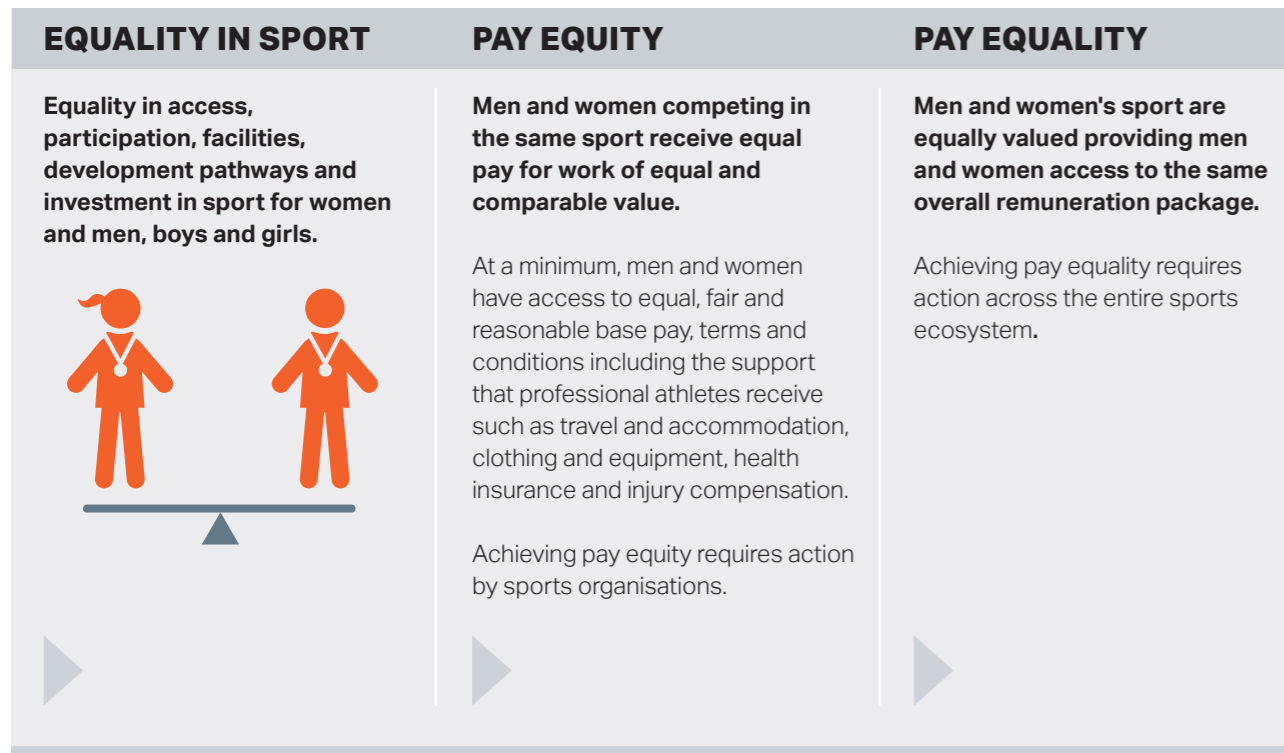 EQUALITY IN SPORT
Equality in access,
participation, facilities,
development pathways and
investment in sport for women
and men, boys and girls.
PAY EQUITY
Men and women competing in
the same sport receive equal
pay for work of equal and
comparable value.
At a minimum, men and women
have access to equal, fair and
reasonable base pay, terms and
conditions including the support
that professional athletes receive
such as travel and accommodation,
clothing and equipment, health
insurance and injury compensation.
Achieving pay equity requires action
by sports organisations.
PAY EQUALITY
Men and women's sport are
equally valued providing men
and women access to the same
overall remuneration package.
Achieving pay equality requires
action across the entire sports
ecosystem.